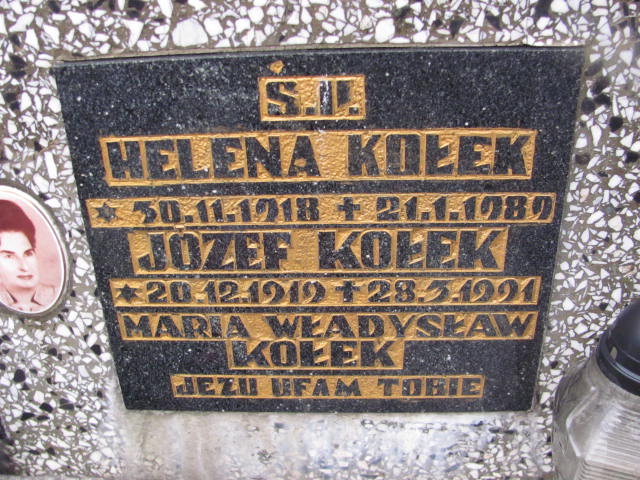 Ś.P.
HELENA KOŁEK
* 30.11.1918 + 21.1.1989
JÓZEF KOŁEK
* 20.12.1919 + 28.5.1991
MARIA WŁADYSŁAW
KOŁEK
JEZU UFAM TOBIE